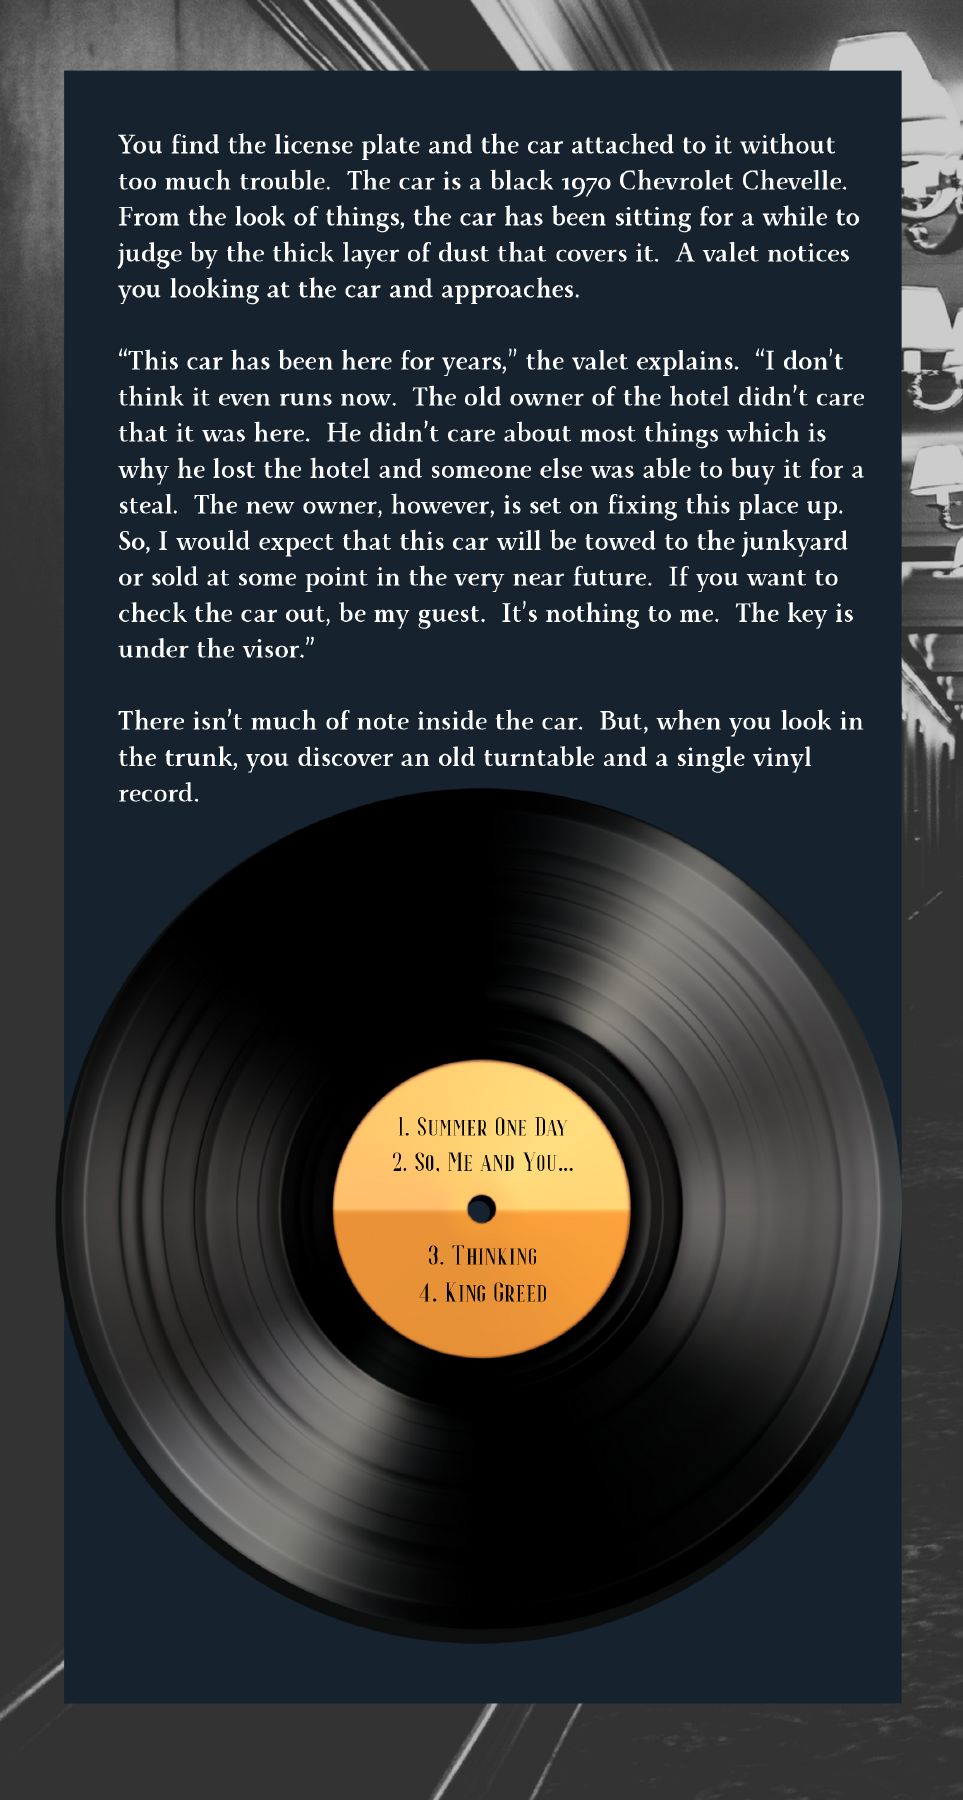 You find the license plate and the car attached to it without
too much trouble.  The car is a black 1970 Chevrolet Chevelle.
From the look of things, the car has been sitting for a while to
judge by the thick layer of dust that covers it.  A valet notices
you looking at the car and approaches.
“This car has been here for years,” the valet explains.  “I don’t
think it even runs now.  The old owner of the hotel didn’t care
that it was here.  He didn’t care about most things which is
why he lost the hotel and someone else was able to buy it for a
steal.  The new owner, however, is set on fixing this place up.
So, I would expect that this car will be towed to the junkyard
or sold at some point in the very near future.  If you want to
check the car out, be my guest.  It’s nothing to me.  The key is
under the visor.”
There isn’t much of note inside the car.  But, when you look in
the trunk, you discover an old turntable and a single vinyl
record.
1. Summer One Day
2. So, Me and You...
3. Thinking
4. King Greed